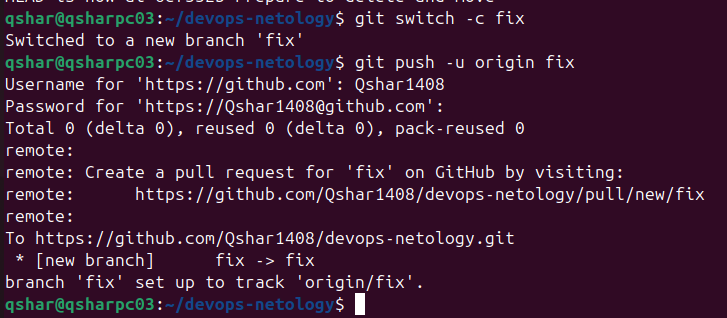 qshar@qsharpc03:~/devops-netology$ git switch -c fix
Switched to a new branch 'fix'
qshar@qsharpc03:~/devops-netology$ git push -u origin fix
Username for 'https://github.com': Qshar1408
Password for 'https://Qshar1408@github.com':
Total 0 (delta 0), reused 0 (delta 0), pack-reused 0
remote:
remote: Create a pull request for 'fix' on GitHub by visiting:
remote:      https://github.com/Qshar1408/devops-netology/pull/new/fix
remote:
To https://github.com/Qshar1408/devops-netology.git
 * [new branch]      fix -> fix
branch 'fix' set up to track 'origin/fix'.
qshar@qsharpc03:~/devops-netology$